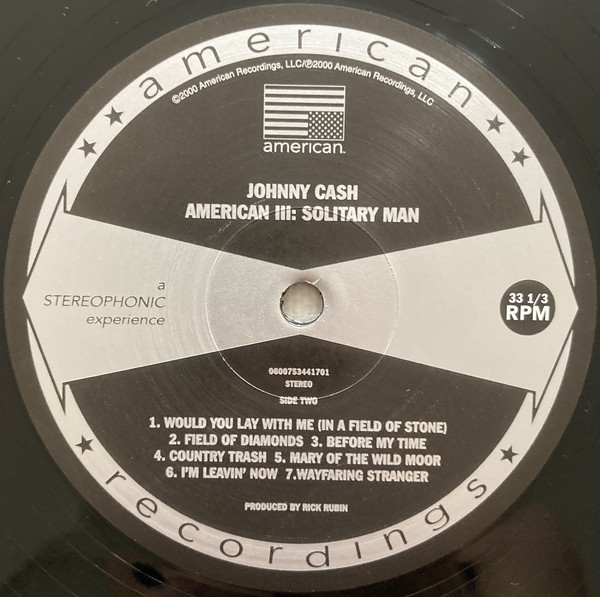 american
©2000 American Recordings, LLC/℗2000 American Recordings, LLC
american.
JOHNNY CASH
AMERICAN III: SOLITARY MAN
a
STEREOPHONIC
experience
33 1/3
RPM
0600753441701
STEREO
SIDE TWO
1. WOULD YOU LAY WITH ME (IN A FIELD OF STONE)
2. FIELD OF DIAMONDS 3. BEFORE MY TIME
4. COUNTRY TRASH 5. MARY OF THE WILD MOOR
6. I'M LEAVIN' NOW 7.WAYFARING STRANGER
PRODUCED BY RICK RUBIN
recordings